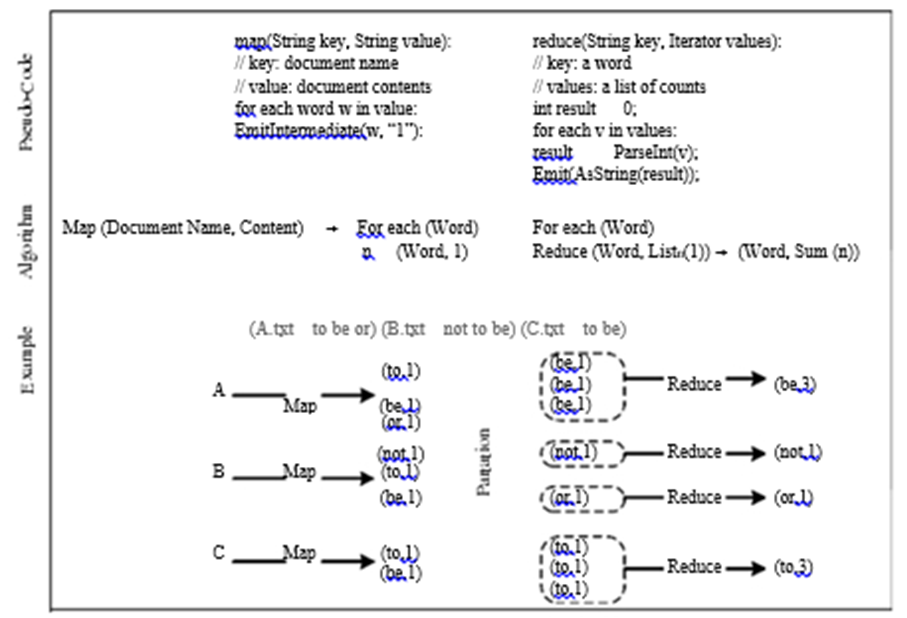 Pseudo-Code
map(String key, String value):
// key: document name
// value: document contents
for each word w in value:
EmitIntermediate(w, “1”):
reduce(String key, Iterator values):
// key: a word
// values: a list of counts
int result 0;
for each v in values:
result ParseInt(v);
Emit(AsString(result));
Algorithm
Map (Document Name, Content) → For each (Word)
n (Word, 1)
For each (Word)
Reduce (Word, Listn(1)) → (Word, Sum (n))
Example
(A.txt to be or) (B.txt not to be) (C.txt to be)
A Map
(to,1)
(be,1)
(or,1)
B Map
(not,1)
(to,1)
(be,1)
C Map
(to,1)
(be,1)
Partition
(be,1)
(be,1)
(be,1)
Reduce (be,3)
(not,1) Reduce (not,1)
(or,1) Reduce (or,1)
(to,1)
(to,1)
(to,1)
Reduce (to,3)